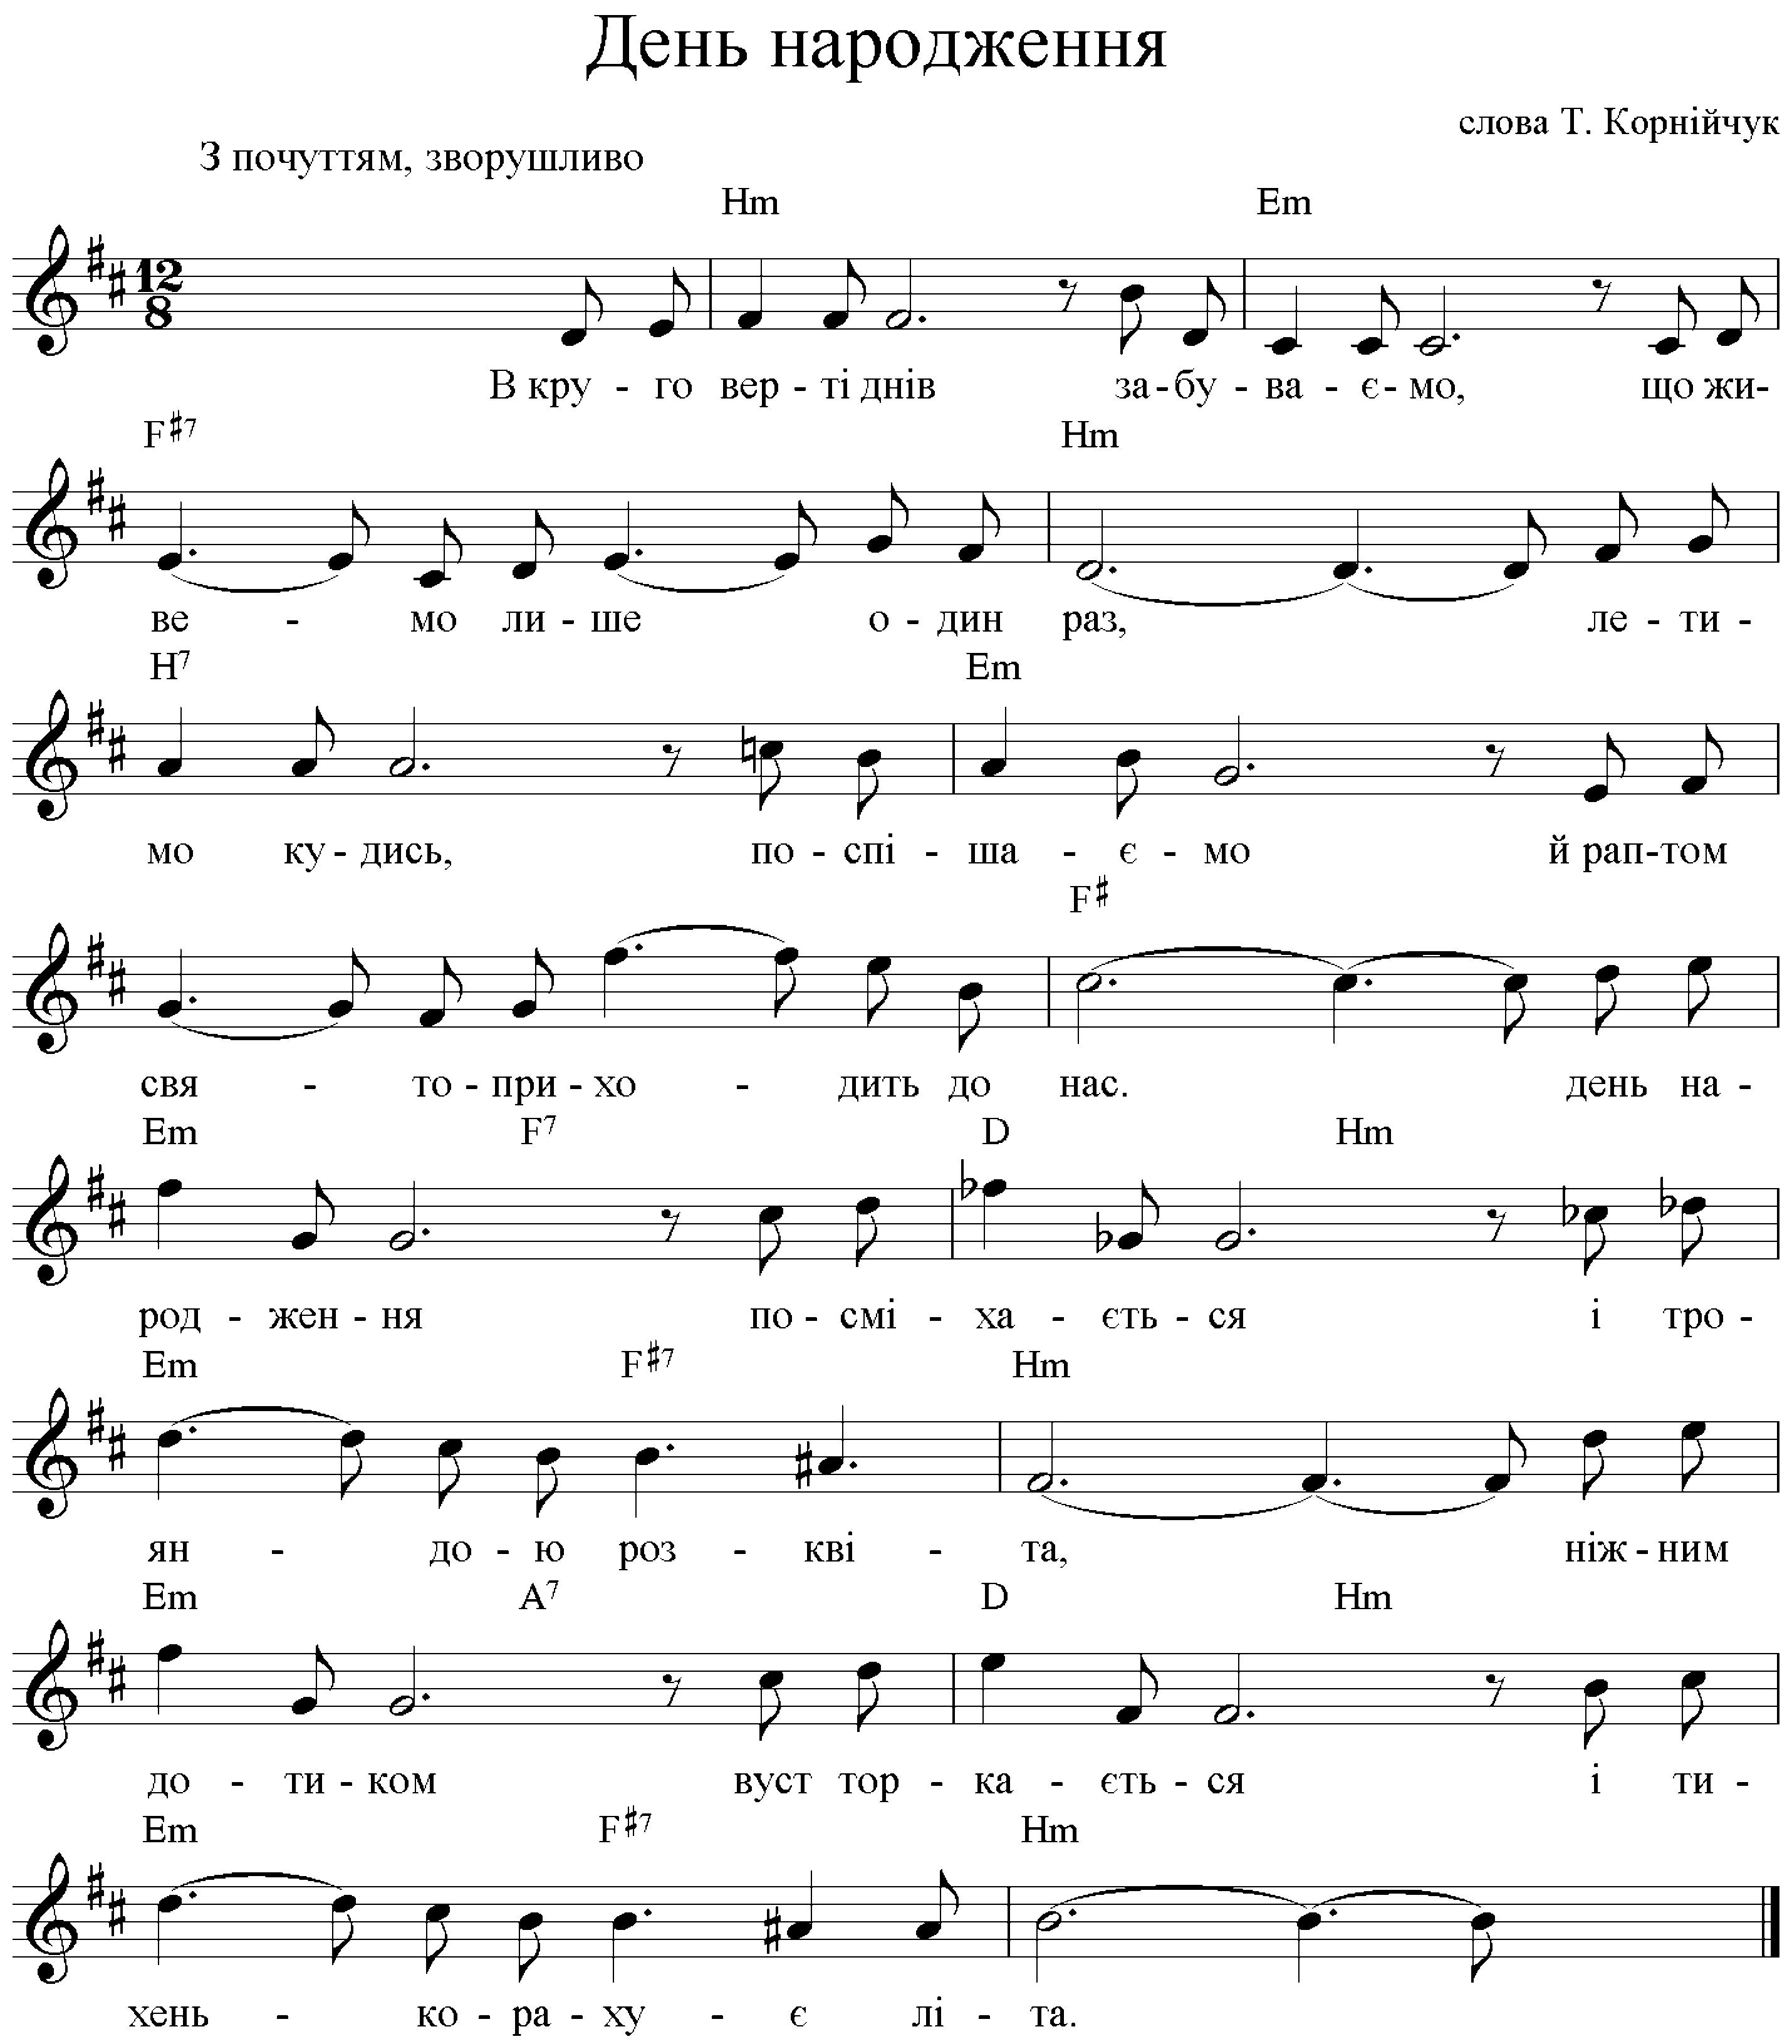 День народження
слова Т. Корнійчук
З почуттям, зворушливо
Hm Em
12
8
В кру - го вер - ті днів за - бу - ва - є - мо, що жи-
F♯7 Hm
ве - мо ли - ше о - дин раз, ле - ти -
H7 Em
мо ку - дись, по - спі - ша - є - мо й рап-том
F♯
свя - то - при - хо - дить до нас. день на -
Em F7 D Hm
род - жен - ня по - смі - ха - єть - ся і тро-
Em F♯7 Hm
ян - до - ю роз - кві - та, ніж - ним
Em A7 D Hm
до - ти - ком вуст тор - ка - єть - ся і ти -
Em F♯7 Hm
хень - ко - ра - ху - є лі - та.